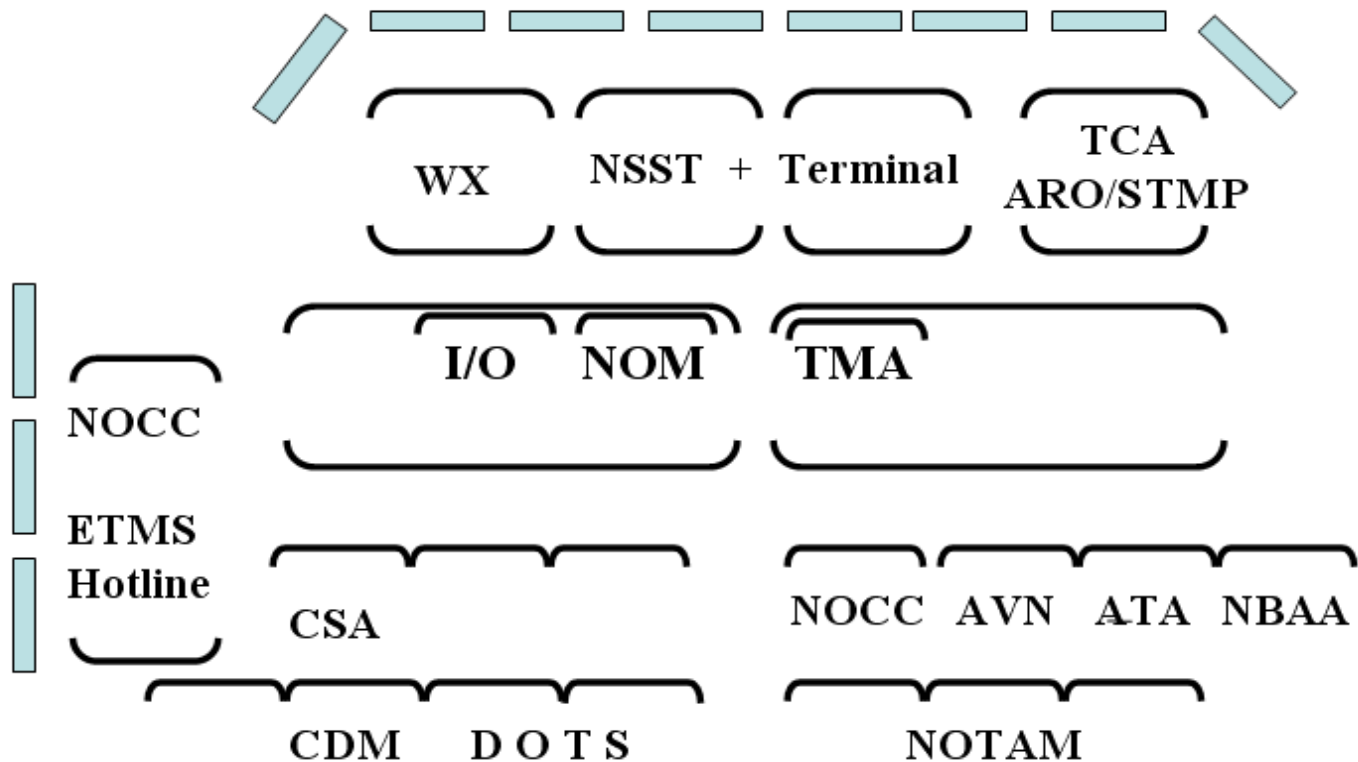 WX
NSST + Terminal
TCA
ARO/STMP
I/O NOM TMA
NOCC
ETMS
Hotline
CSA
NOCC AVN ATA NBAA
CDM D O T S NOTAM